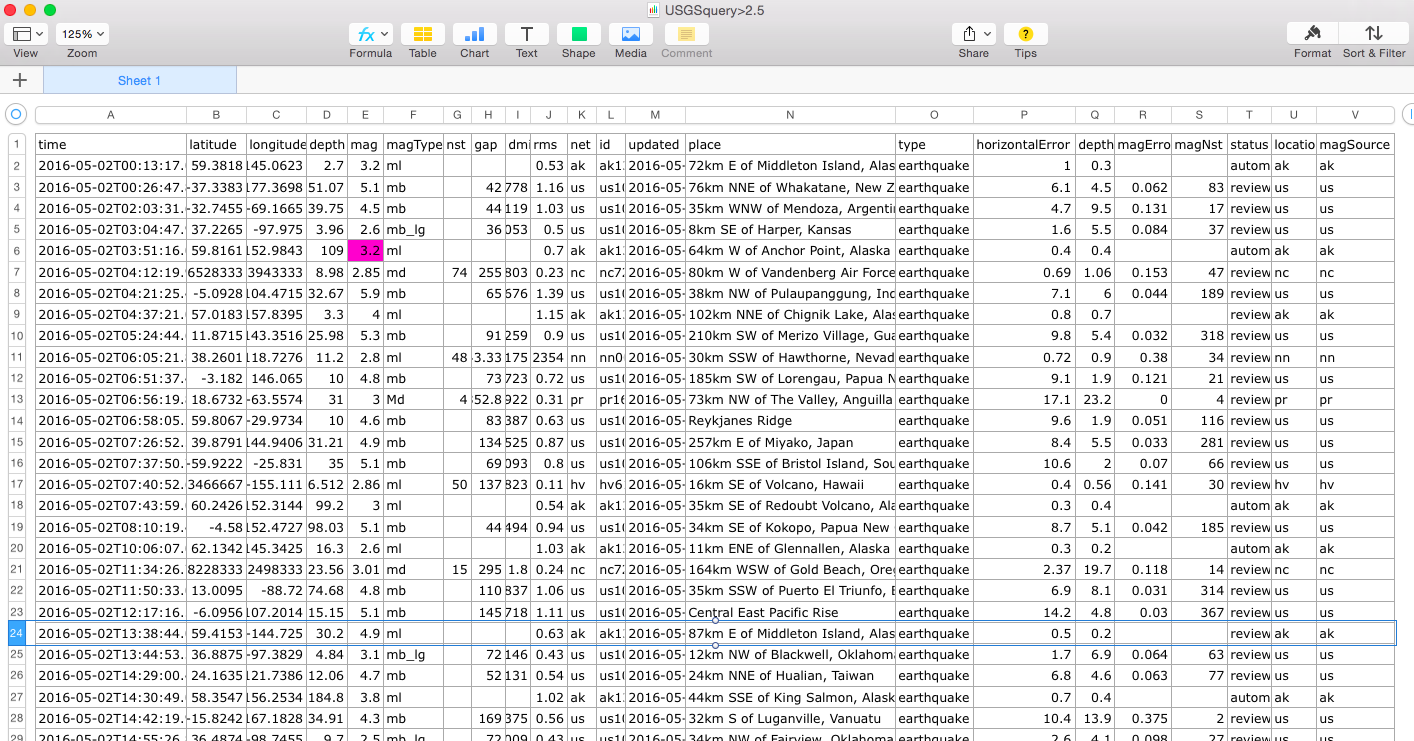 USGSquery>2.5
125%
View Zoom Formula Table Chart Text Shape Media Comment Share Tips Format Sort & Filter
Sheet 1
A B C D E F G H I J K L M N O P Q R S T U V
1 time latitude longitude depth mag magType nst gap dmi rms net id updated place type horizontalError depth magErro magNst status locatio magSource
2 2016-05-02T00:13:17. 59.3818 145.0623 2.7 3.2 ml 0.53 ak ak1 2016-05- 72km E of Middleton Island, Alas earthquake 1 0.3 autom ak ak
3 2016-05-02T00:26:47. -37.3383 177.3698 51.07 5.1 mb 42 778 1.16 us us10 2016-05- 76km NNE of Whakatane, New Z earthquake 6.1 4.5 0.062 83 review us us
4 2016-05-02T02:03:31. -32.7455 -69.1665 39.75 4.5 mb 44 119 1.03 us us10 2016-05- 35km WNW of Mendoza, Argenti earthquake 4.7 9.5 0.131 17 review us us
5 2016-05-02T03:04:47. 37.2265 -97.975 3.96 2.6 mb_lg 36 053 0.5 us us10 2016-05- 8km SE of Harper, Kansas earthquake 1.6 5.5 0.084 37 review us us
6 2016-05-02T03:51:16. 59.8161 152.9843 109 3.2 ml 0.7 ak ak1 2016-05- 64km W of Anchor Point, Alaska earthquake 0.4 0.4 autom ak ak
7 2016-05-02T04:12:19. 6528333 3943333 8.98 2.85 md 74 255 803 0.23 nc nc72 2016-05- 80km W of Vandenberg Air Force earthquake 0.69 1.06 0.153 47 review nc nc
8 2016-05-02T04:21:25. -5.0928 104.4715 32.67 5.9 mb 65 676 1.39 us us10 2016-05- 38km NW of Pulaupanggung, Ind earthquake 7.1 6 0.044 189 review us us
9 2016-05-02T04:37:21. 57.0183 157.8395 3.3 4 ml 1.15 ak ak1 2016-05- 102km NNE of Chignik Lake, Alas earthquake 0.8 0.7 review ak ak
10 2016-05-02T05:24:44. 11.8715 143.3516 25.98 5.3 mb 91 259 0.9 us us10 2016-05- 210km SW of Merizo Village, Gua earthquake 9.8 5.4 0.032 318 review us us
11 2016-05-02T06:05:21. 38.2601 118.7276 11.2 2.8 ml 48 3.33 175 2354 nn nn0 2016-05- 30km SSW of Hawthorne, Nevad earthquake 0.72 0.9 0.38 34 review nn nn
12 2016-05-02T06:51:37. -3.182 146.065 10 4.8 mb 73 723 0.72 us us10 2016-05- 185km SW of Lorengau, Papua N earthquake 9.1 1.9 0.121 21 review us us
13 2016-05-02T06:56:19. 18.6732 -63.5574 31 3 Md 4 52.8 922 0.31 pr pr16 2016-05- 73km NW of The Valley, Anguilla earthquake 17.1 23.2 0 4 review pr pr
14 2016-05-02T06:58:05. 59.8067 -29.9734 10 4.6 mb 83 387 0.63 us us10 2016-05- Reykjanes Ridge earthquake 9.6 1.9 0.051 116 review us us
15 2016-05-02T07:26:52. 39.8791 144.9406 31.21 4.9 mb 134 525 0.87 us us10 2016-05- 257km E of Miyako, Japan earthquake 8.4 5.5 0.033 281 review us us
16 2016-05-02T07:37:50. -59.9222 -25.831 35 5.1 mb 69 093 0.8 us us10 2016-05- 106km SSE of Bristol Island, Sou earthquake 10.6 2 0.07 66 review us us
17 2016-05-02T07:40:52. 3466667 -155.111 6.512 2.86 ml 50 137 823 0.11 hv hv6 2016-05- 16km SE of Volcano, Hawaii earthquake 0.4 0.56 0.141 30 review hv hv
18 2016-05-02T07:43:59. 60.2426 152.3144 99.2 3 ml 0.54 ak ak1 2016-05- 35km SE of Redoubt Volcano, Ala earthquake 0.3 0.4 autom ak ak
19 2016-05-02T08:10:19. -4.58 152.4727 98.03 5.1 mb 44 494 0.94 us us10 2016-05- 34km SE of Kokopo, Papua New earthquake 8.7 5.1 0.042 185 review us us
20 2016-05-02T10:06:07. 62.1342 145.3425 16.3 2.6 ml 1.03 ak ak1 2016-05- 11km ENE of Glennallen, Alaska earthquake 0.3 0.2 autom ak ak
21 2016-05-02T11:34:26. 8228333 2498333 23.56 3.01 md 15 295 1.8 0.24 nc nc72 2016-05- 164km WSW of Gold Beach, Ore earthquake 2.37 19.7 0.118 14 review nc nc
22 2016-05-02T11:50:33. 13.0095 -88.72 74.68 4.8 mb 110 837 1.06 us us10 2016-05- 35km SSW of Puerto El Triunfo, E earthquake 6.9 8.1 0.031 314 review us us
23 2016-05-02T12:17:16. -6.0956 107.2014 15.15 5.1 mb 145 718 1.11 us us10 2016-05- Central East Pacific Rise earthquake 14.2 4.8 0.03 367 review us us
24 2016-05-02T13:38:44. 59.4153 -144.725 30.2 4.9 ml 0.63 ak ak1 2016-05- 87km E of Middleton Island, Alas earthquake 0.5 0.2 review ak ak
25 2016-05-02T13:44:53. 36.8875 -97.3829 4.84 3.1 mb_lg 72 146 0.43 us us10 2016-05- 12km NW of Blackwell, Oklahoma earthquake 1.7 6.9 0.064 63 review us us
26 2016-05-02T14:29:00. 24.1635 121.7386 12.06 4.7 mb 52 131 0.54 us us10 2016-05- 24km NNE of Hualian, Taiwan earthquake 6.8 4.6 0.063 77 review us us
27 2016-05-02T14:30:49. 58.3547 156.2534 184.8 3.8 ml 1.02 ak ak1 2016-05- 44km SSE of King Salmon, Alask earthquake 0.7 0.4 autom ak ak
28 2016-05-02T14:42:19. -15.8242 167.1828 34.91 4.3 mb 169 375 0.56 us us10 2016-05- 32km S of Luganville, Vanuatu earthquake 10.4 13.9 0.375 2 review us us
29 2016-05-02T14:55:26. 36.4874 -98.7455 9.7 2.5 mb_lg 72 009 0.43 us us10 2016-05- 34km NW of Fairview, Oklahoma earthquake 2.6 4.1 0.098 27 review us us